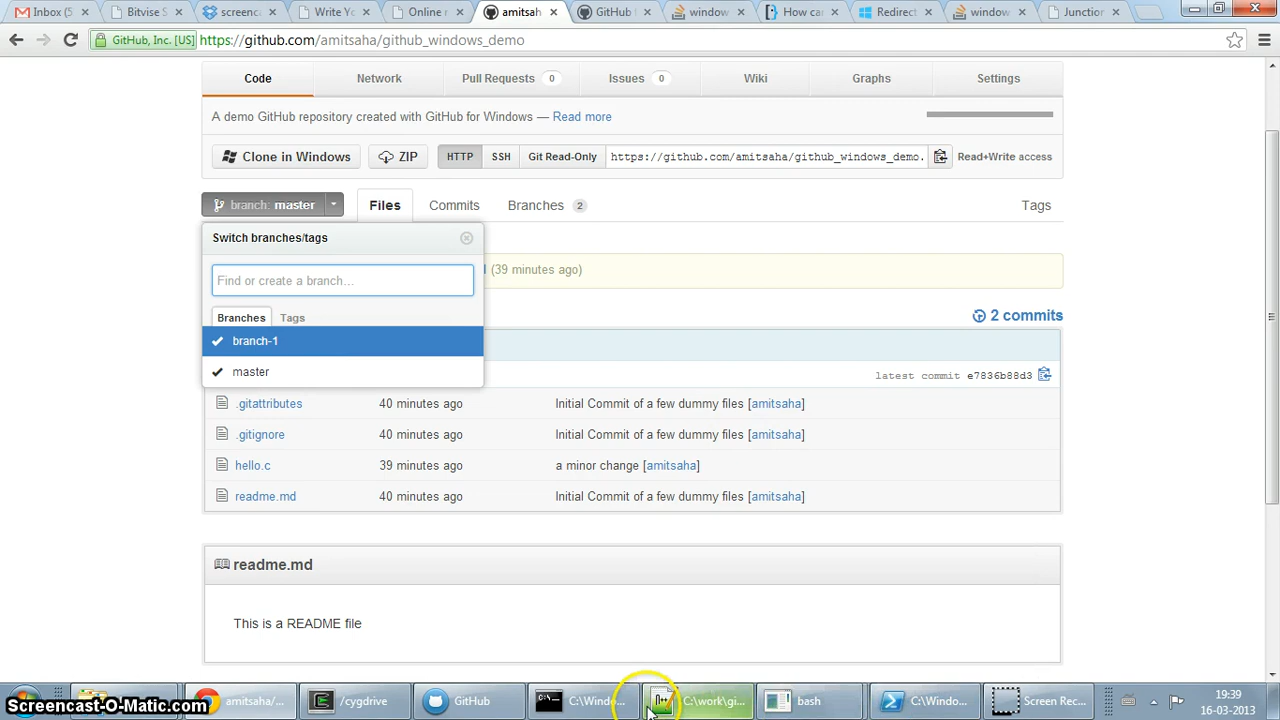 Inbox (5
Bitvise S
screenca
Write Yo
Online r
amitsah
GitHub
window
How can
Redirect
window
Junction
GitHub, Inc. [US]
https://github.com/amitsaha/github_windows_demo
Code
Network
Pull Requests 0
Issues 0
Wiki
Graphs
Settings
A demo GitHub repository created with GitHub for Windows — Read more
Clone in Windows
ZIP
HTTP
SSH
Git Read-Only
https://github.com/amitsaha/github_windows_demo.
Read+Write access
branch: master
Files
Commits
Branches 2
Tags
Switch branches/tags
(39 minutes ago)
Find or create a branch...
Branches
Tags
2 commits
branch-1
master
latest commit e7836b88d3
.gitattributes 40 minutes ago Initial Commit of a few dummy files [amitsaha]
.gitignore 40 minutes ago Initial Commit of a few dummy files [amitsaha]
hello.c 39 minutes ago a minor change [amitsaha]
readme.md 40 minutes ago Initial Commit of a few dummy files [amitsaha]
readme.md
This is a README file
amitsaha/...
/cygdrive
GitHub
C:\Windo...
C:\work\gi...
bash
C:\Windo...
Screen Rec...
19:39
16-03-2013
Screencast-O-Matic.com